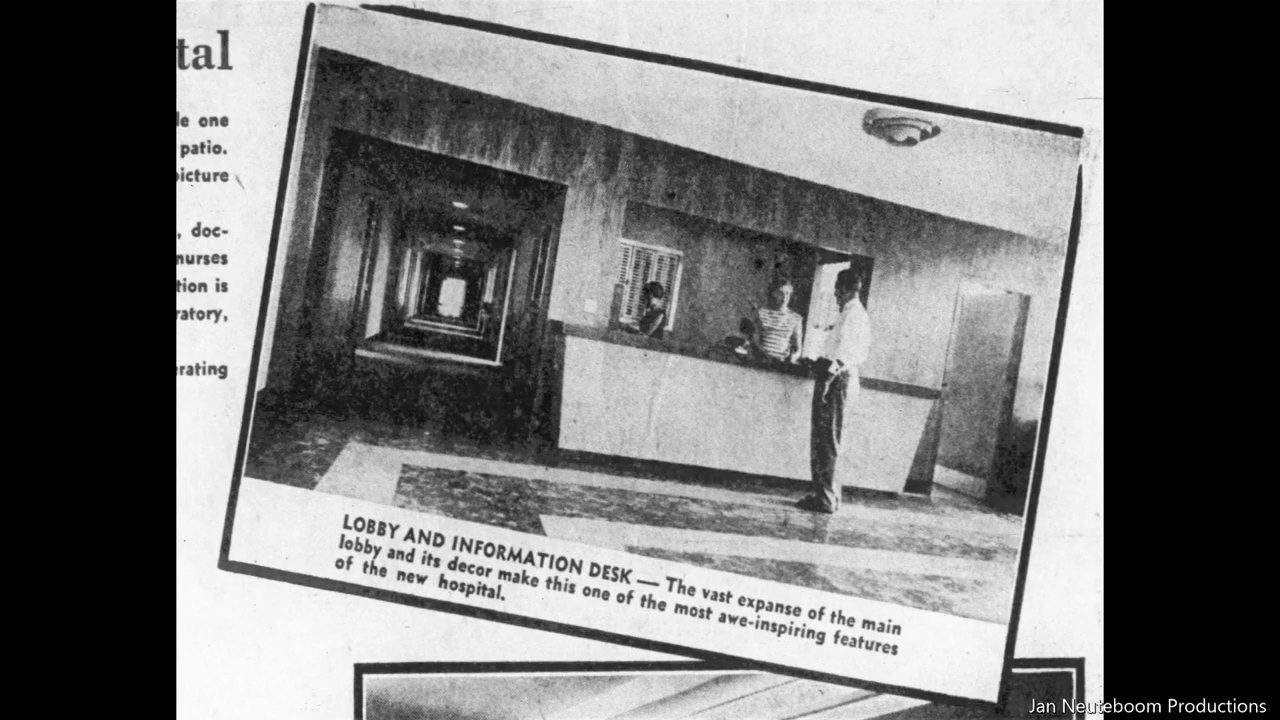 tal
le one
patio.
picture
, doc-
nurses
tion is
ratory,
rating
LOBBY AND INFORMATION DESK — The vast expanse of the main
lobby and its decor make this one of the most awe-inspiring features
of the new hospital.
Jan Neuteboom Productions